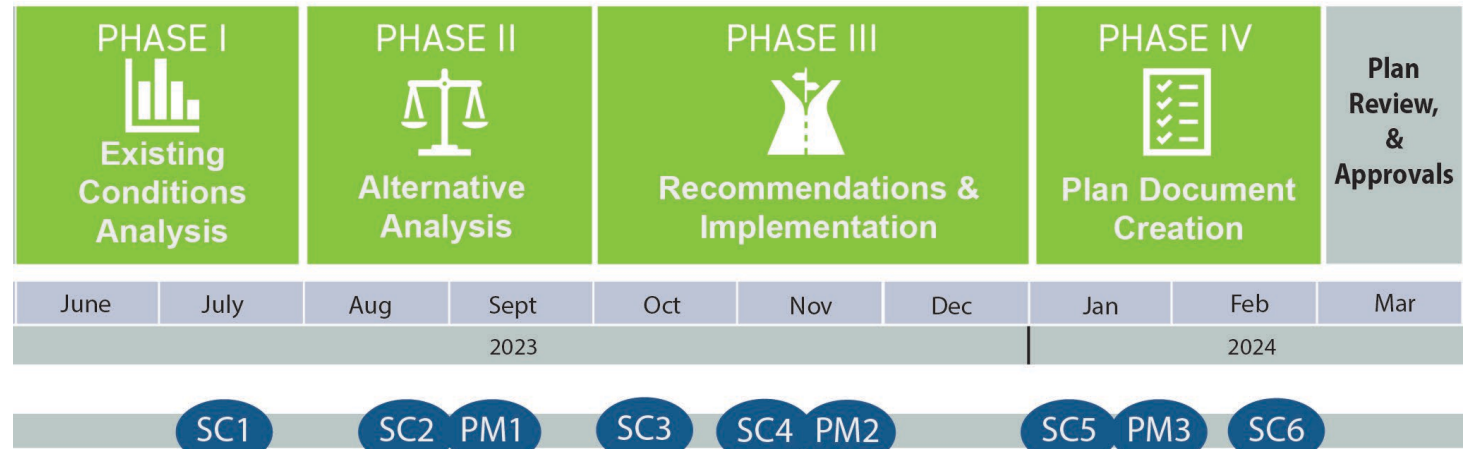 PHASE I
Existing
Conditions
Analysis
PHASE II
Alternative
Analysis
PHASE III
Recommendations &
Implementation
PHASE IV
Plan Document
Creation
Plan
Review,
&
Approvals
June July Aug Sept Oct Nov Dec Jan Feb Mar
2023 2024
SC1 SC2 PM1 SC3 SC4 PM2 SC5 PM3 SC6